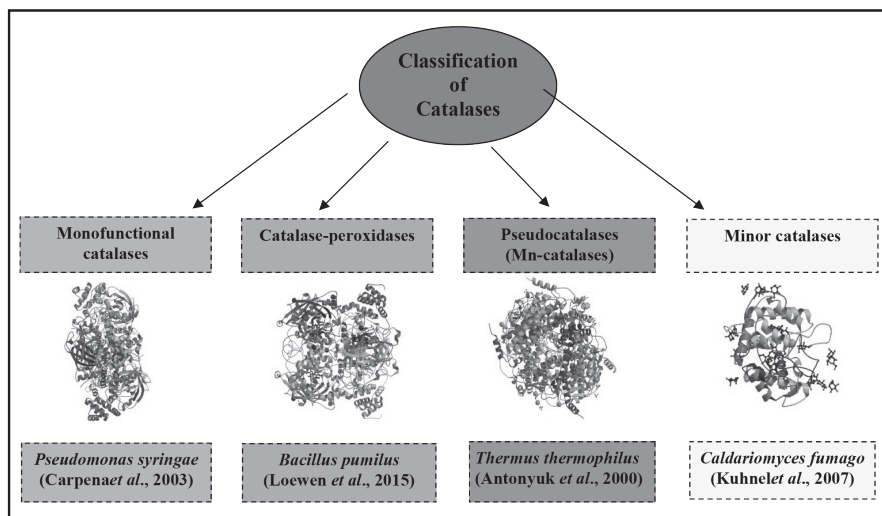 Classification
of
Catalases
Monofunctional
catalases
Catalase-peroxidases
Pseudocatalases
(Mn-catalases)
Minor catalases
Pseudomonas syringae
(Carpenaet al., 2003)
Bacillus pumilus
(Loewen et al., 2015)
Thermus thermophilus
(Antonyuk et al., 2000)
Caldariomyces fumago
(Kuhnelet al., 2007)